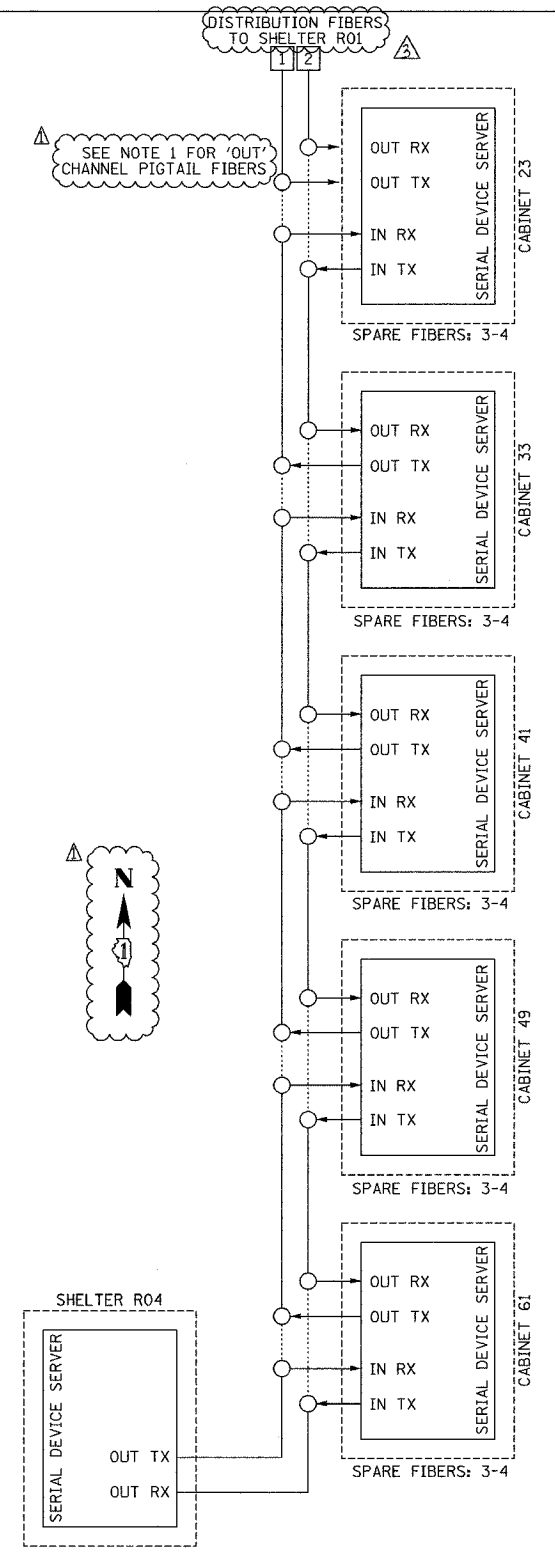 DISTRIBUTION FIBERS
TO SHELTER R01
1 2
3
1
SEE NOTE 1 FOR 'OUT'
CHANNEL PIGTAIL FIBERS
OUT RX
OUT TX
IN RX
IN TX
SERIAL DEVICE SERVER
CABINET 23
SPARE FIBERS: 3-4
OUT RX
OUT TX
IN RX
IN TX
SERIAL DEVICE SERVER
CABINET 33
SPARE FIBERS: 3-4
OUT RX
OUT TX
IN RX
IN TX
SERIAL DEVICE SERVER
CABINET 41
SPARE FIBERS: 3-4
1
N
1
OUT RX
OUT TX
IN RX
IN TX
SERIAL DEVICE SERVER
CABINET 49
SPARE FIBERS: 3-4
OUT RX
OUT TX
IN RX
IN TX
SERIAL DEVICE SERVER
CABINET 61
SPARE FIBERS: 3-4
SHELTER R04
SERIAL DEVICE SERVER
OUT TX
OUT RX